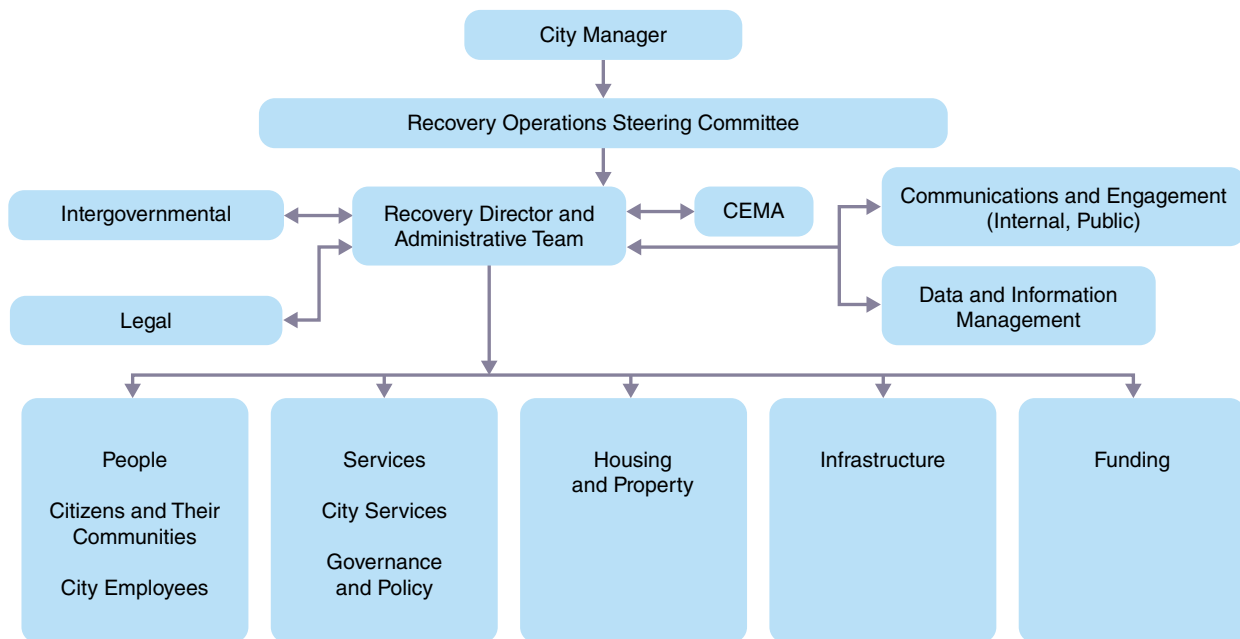 City Manager
Recovery Operations Steering Committee
Intergovernmental
Recovery Director and
Administrative Team
CEMA
Communications and Engagement
(Internal, Public)
Legal
Data and Information
Management
People
Citizens and Their
Communities
City Employees
Services
City Services
Governance
and Policy
Housing
and Property
Infrastructure
Funding